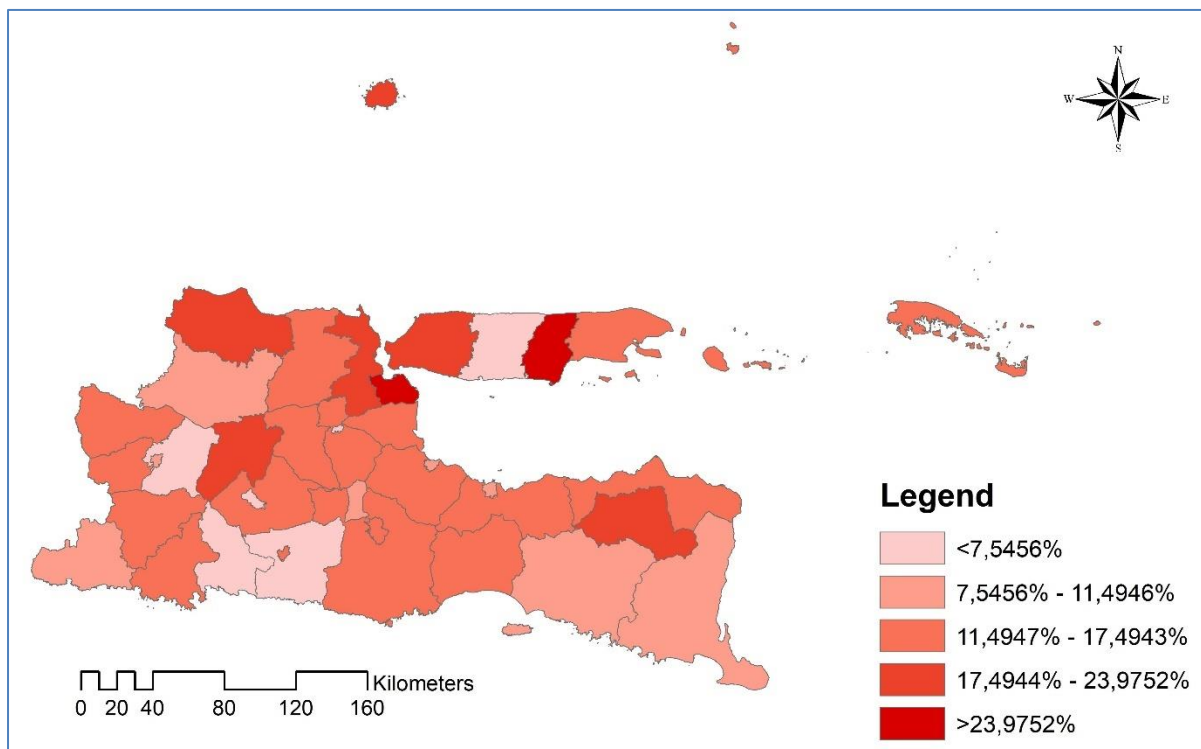 N
W E
S
Legend
<7,5456%
7,5456% - 11,4946%
11,4947% - 17,4943%
17,4944% - 23,9752%
>23,9752%
Kilometers
0 20 40 80 120 160